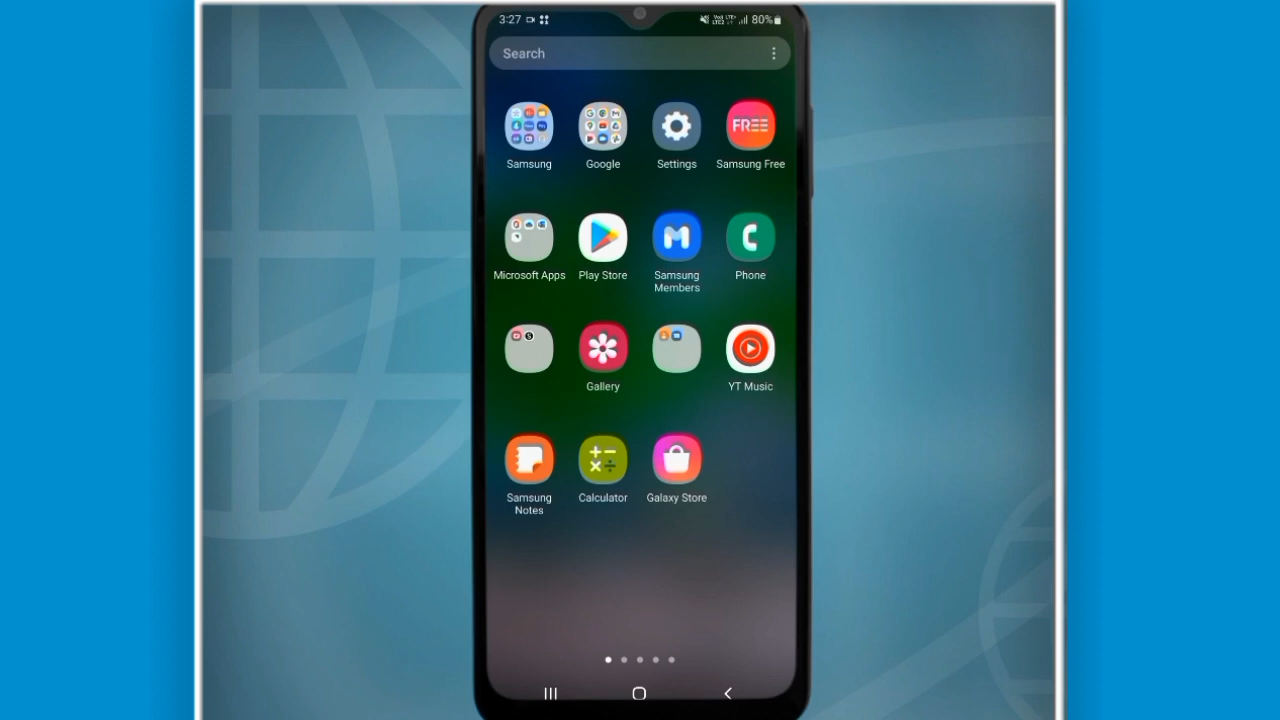 3:27
80%
Search
FREE
Samsung
Google
Settings
Samsung Free
Microsoft Apps
Play Store
Samsung
Members
Phone
Gallery
YT Music
Samsung
Notes
Calculator
Galaxy Store